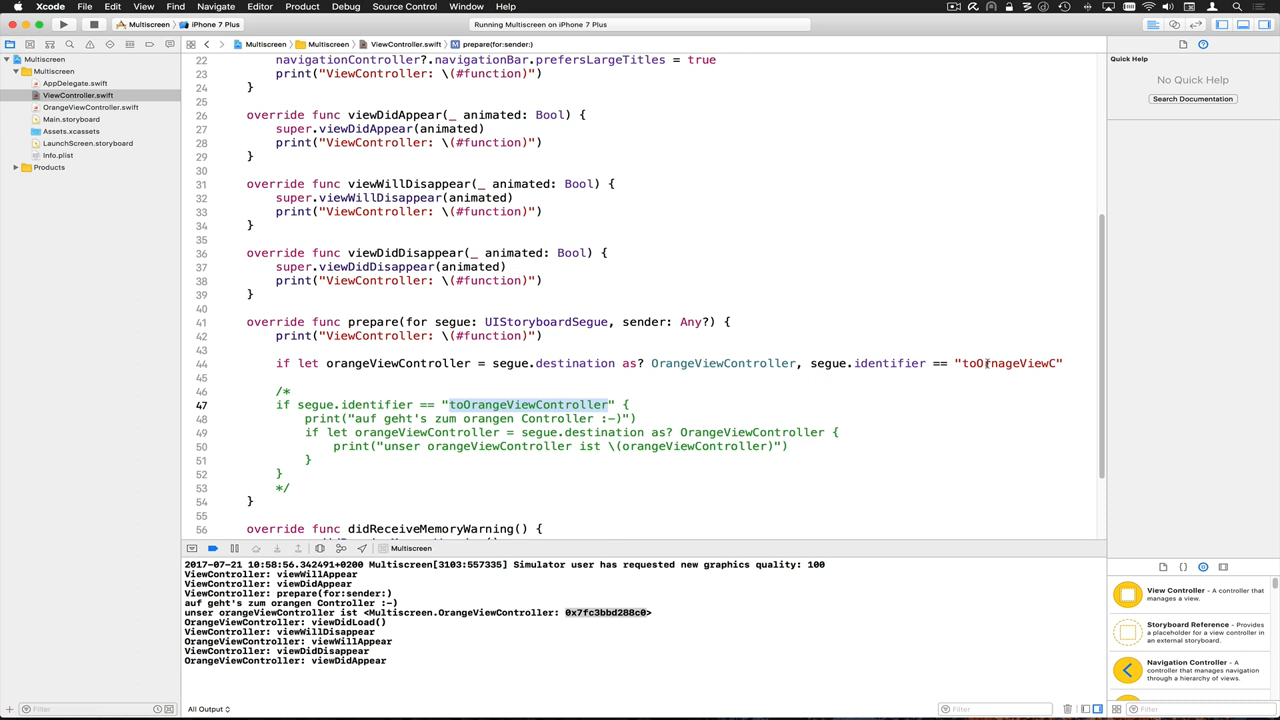 Xcode File Edit View Find Navigate Editor Product Debug Source Control Window Help
Multiscreen iPhone 7 Plus Running Multiscreen on iPhone 7 Plus
Multiscreen Multiscreen ViewController.swift M prepare(for:sender:)
Multiscreen
Multiscreen
AppDelegate.swift
ViewController.swift
OrangeViewController.swift
Main.storyboard
Assets.xcassets
LaunchScreen.storyboard
Info.plist
Products
Filter
22 navigationController?.navigationBar.prefersLargeTitles = true
23 print("ViewController: \(#function)")
24 }
25
26 override func viewDidAppear(_ animated: Bool) {
27 super.viewDidAppear(animated)
28 print("ViewController: \(#function)")
29 }
30
31 override func viewWillDisappear(_ animated: Bool) {
32 super.viewWillDisappear(animated)
33 print("ViewController: \(#function)")
34 }
35
36 override func viewDidDisappear(_ animated: Bool) {
37 super.viewDidDisappear(animated)
38 print("ViewController: \(#function)")
39 }
40
41 override func prepare(for segue: UIStoryboardSegue, sender: Any?) {
42 print("ViewController: \(#function)")
43
44 if let orangeViewController = segue.destination as? OrangeViewController, segue.identifier == "toOrnageViewC"
45
46 /*
47 if segue.identifier == "toOrangeViewController" {
48 print("auf geht's zum orangen Controller :-)")
49 if let orangeViewController = segue.destination as? OrangeViewController {
50 print("unser orangeViewController ist \(orangeViewController)")
51 }
52 }
53 */
54 }
55
56 override func didReceiveMemoryWarning() {
Multiscreen
2017-07-21 10:58:56.342491+0200 Multiscreen[3103:557335] Simulator user has requested new graphics quality: 100
ViewController: viewWillAppear
ViewController: viewDidAppear
ViewController: prepare(for:sender:)
auf geht's zum orangen Controller :-)
unser orangeViewController ist <Multiscreen.OrangeViewController: 0x7fc3bbd288c0>
OrangeViewController: viewDidLoad()
ViewController: viewWillDisappear
OrangeViewController: viewWillAppear
ViewController: viewDidDisappear
OrangeViewController: viewDidAppear
All Output Filter
Quick Help
No Quick Help
Search Documentation
View Controller - A controller that manages a view.
Storyboard Reference - Provides a placeholder for a view controller in an external storyboard.
Navigation Controller - A controller that manages navigation through a hierarchy of views.
Filter